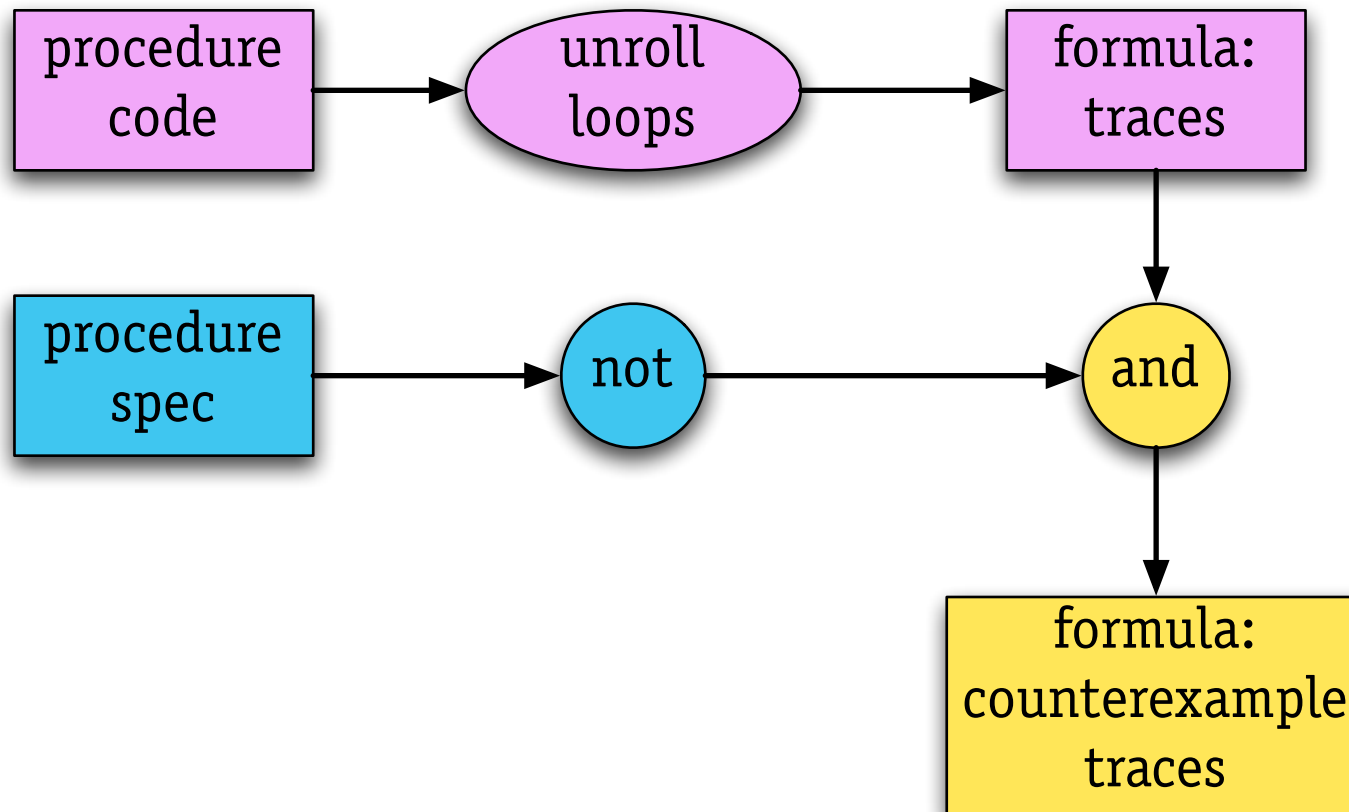 procedure
code
unroll
loops
formula:
traces
procedure
spec
not
and
formula:
counterexample
traces